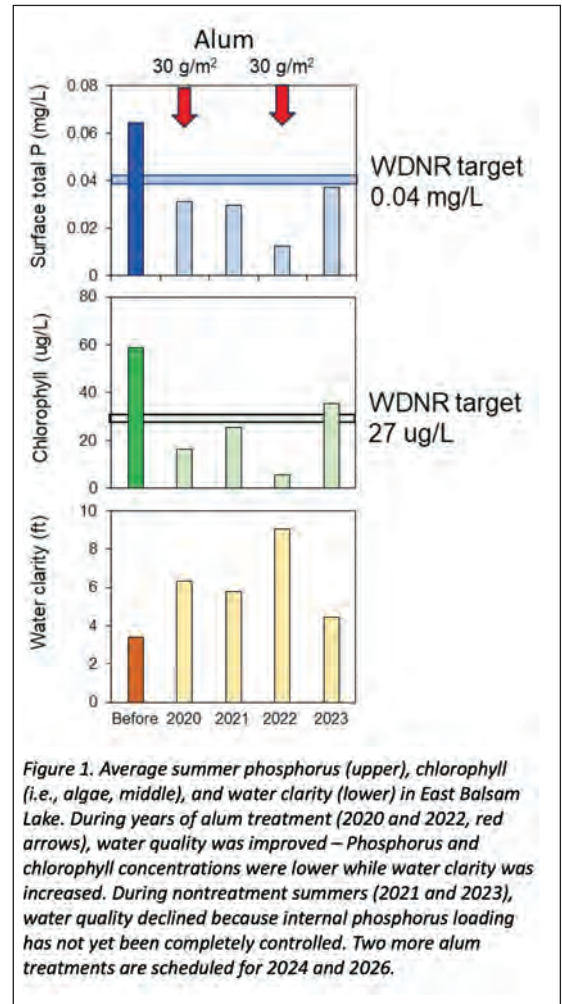 Alum
30 g/m² 30 g/m²
0.08
0.06
0.04
0.02
0
Surface total P (mg/L)
WDNR target
0.04 mg/L
80
60
40
20
0
Chlorophyll (ug/L)
WDNR target
27 ug/L
10
8
6
4
2
0
Water clarity (ft)
Before 2020 2021 2022 2023
Figure 1. Average summer phosphorus (upper), chlorophyll
(i.e., algae, middle), and water clarity (lower) in East Balsam
Lake. During years of alum treatment (2020 and 2022, red
arrows), water quality was improved – Phosphorus and
chlorophyll concentrations were lower while water clarity was
increased. During nontreatment summers (2021 and 2023),
water quality declined because internal phosphorus loading
has not yet been completely controlled. Two more alum
treatments are scheduled for 2024 and 2026.